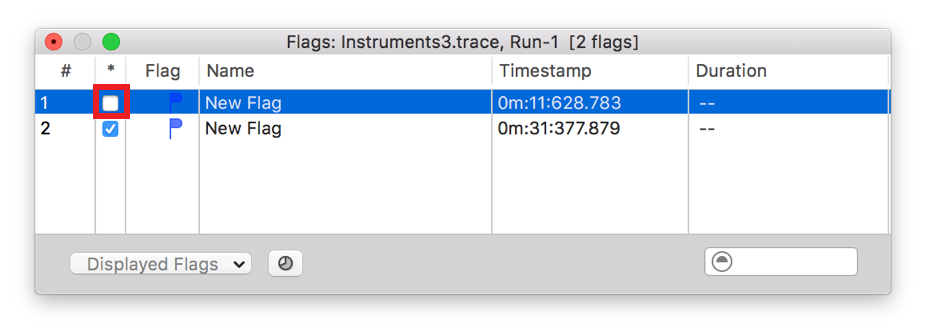 Flags: Instruments3.trace, Run-1 [2 flags]
# * Flag Name Timestamp Duration
1 New Flag 0m:11:628.783 --
2 New Flag 0m:31:377.879 --
Displayed Flags